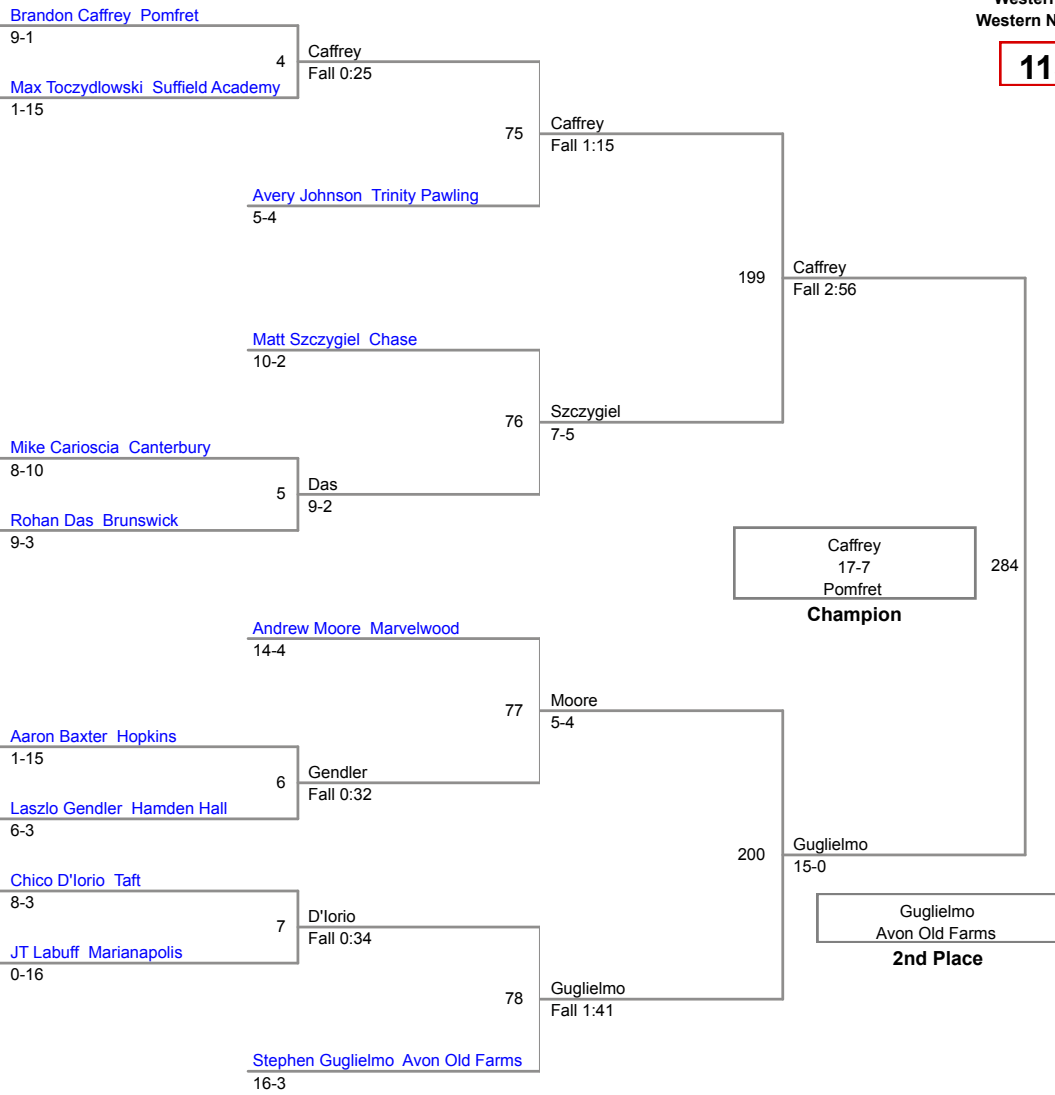 Western
Western N
11
Brandon Caffrey Pomfret
9-1
4
Caffrey
Fall 0:25
Max Toczydlowski Suffield Academy
1-15
75
Caffrey
Fall 1:15
Avery Johnson Trinity Pawling
5-4
199
Caffrey
Fall 2:56
Matt Szczygiel Chase
10-2
76
Szczygiel
7-5
Mike Carioscia Canterbury
8-10
5
Das
9-2
Rohan Das Brunswick
9-3
Caffrey
17-7
Pomfret
Champion
284
Andrew Moore Marvelwood
14-4
77
Moore
5-4
Aaron Baxter Hopkins
1-15
6
Gendler
Fall 0:32
Laszlo Gendler Hamden Hall
6-3
200
Guglielmo
15-0
Chico D'Iorio Taft
8-3
7
D'Iorio
Fall 0:34
JT Labuff Marianapolis
0-16
Guglielmo
Avon Old Farms
2nd Place
78
Guglielmo
Fall 1:41
Stephen Guglielmo Avon Old Farms
16-3